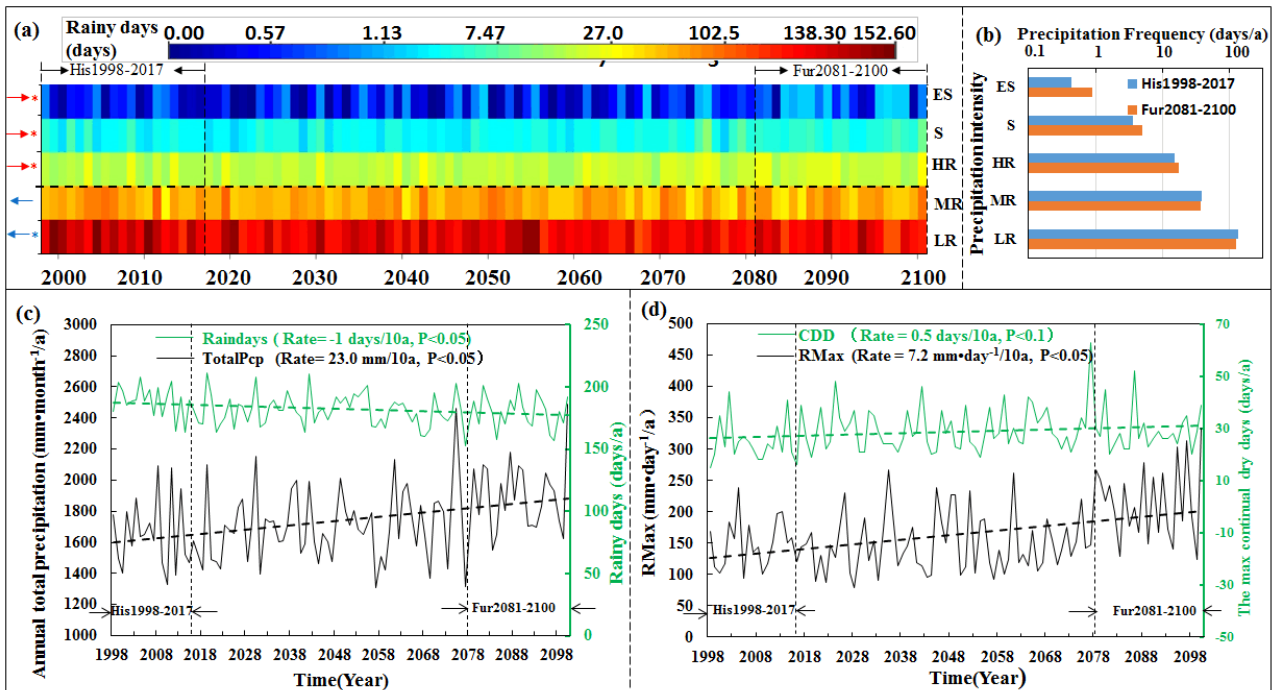 (a)
Rainy days
(days)
0.00 0.57 1.13 7.47 27.0 102.5 138.30 152.60
His1998-2017
Fur2081-2100
* ES
* S
* HR
MR
* LR
2000 2010 2020 2030 2040 2050 2060 2070 2080 2090 2100
(b)
Precipitation Frequency (days/a)
0.1 1 10 100
Precipitation intensity
ES
S
HR
MR
LR
His1998-2017
Fur2081-2100
(c)
Raindays (Rate= -1 days/10a, P<0.05)
TotalPcp (Rate= 23.0 mm/10a, P<0.05)
Annual total precipitation (mm•month⁻¹/a)
3000
2800
2600
2400
2200
2000
1800
1600
1400
1200
1000
250
200
150
100
50
0
Rainy days (days/a)
His1998-2017
Fur2081-2100
1998 2008 2018 2028 2038 2048 2058 2068 2078 2088 2098
Time(Year)
(d)
CDD (Rate = 0.5 days/10a, P<0.1)
RMax (Rate = 7.2 mm•day⁻¹/10a, P<0.05)
RMax (mm•day⁻¹/a)
500
450
400
350
300
250
200
150
100
50
0
70
50
30
10
-10
-30
-50
The max continual dry days (days/a)
His1998-2017
Fur2081-2100
1998 2008 2018 2028 2038 2048 2058 2068 2078 2088 2098
Time(Year)